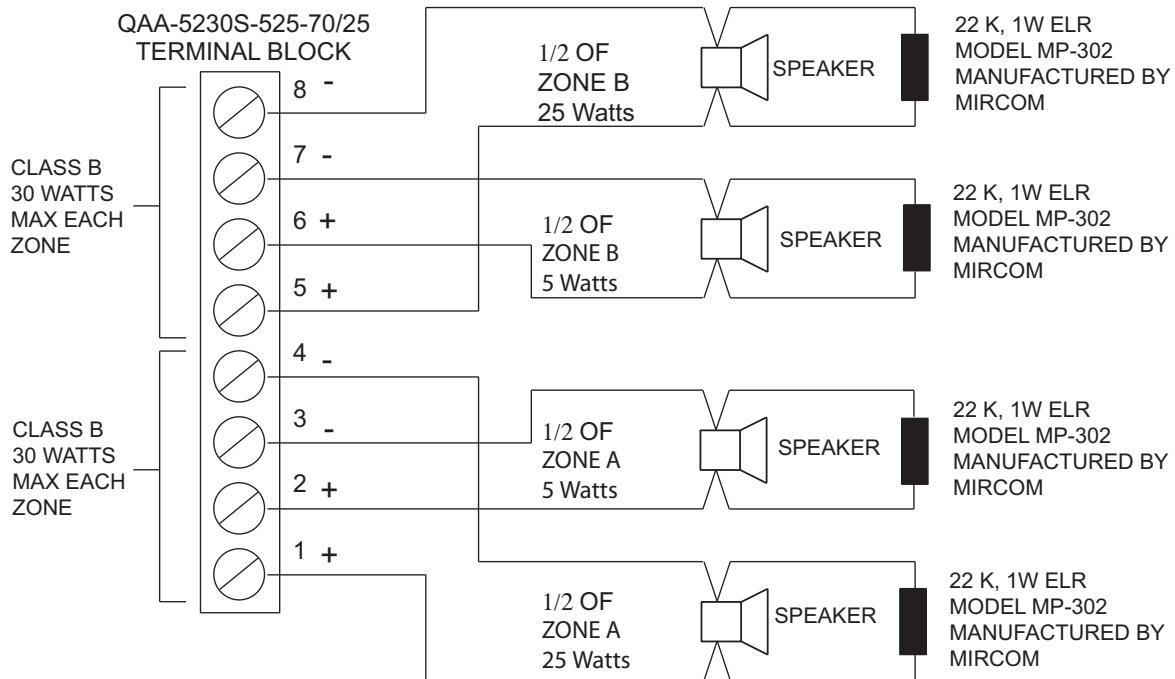 QAA-5230S-525-70/25
TERMINAL BLOCK
8 -
7 -
6 +
5 +
4 -
3 -
2 +
1 +
CLASS B
30 WATTS
MAX EACH
ZONE
CLASS B
30 WATTS
MAX EACH
ZONE
1/2 OF
ZONE B
25 Watts
SPEAKER
22 K, 1W ELR
MODEL MP-302
MANUFACTURED BY
MIRCOM
1/2 OF
ZONE B
5 Watts
SPEAKER
22 K, 1W ELR
MODEL MP-302
MANUFACTURED BY
MIRCOM
1/2 OF
ZONE A
5 Watts
SPEAKER
22 K, 1W ELR
MODEL MP-302
MANUFACTURED BY
MIRCOM
1/2 OF
ZONE A
25 Watts
SPEAKER
22 K, 1W ELR
MODEL MP-302
MANUFACTURED BY
MIRCOM